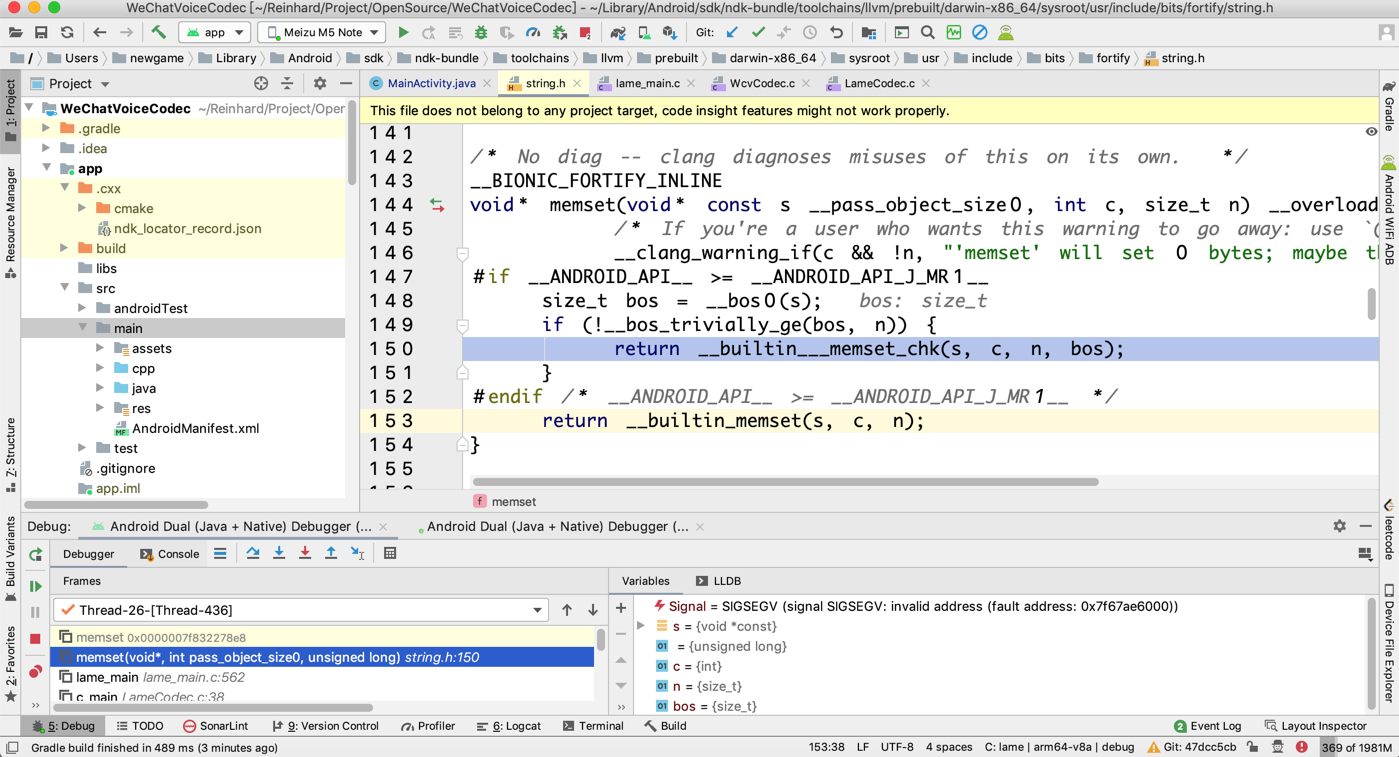 WeChatVoiceCodec [~/Reinhard/Project/OpenSource/WeChatVoiceCodec] - ~/Library/Android/sdk/ndk-bundle/toolchains/llvm/prebuilt/darwin-x86_64/sysroot/usr/include/bits/fortify/string.h
app Meizu M5 Note Git:
/ Users newgame Library Android sdk ndk-bundle toolchains llvm prebuilt darwin-x86_64 sysroot usr include bits fortify string.h
Project MainActivity.java string.h lame_main.c WcvCodec.c LameCodec.c
1: Project
Resource Manager
Z: Structure
Build Variants
2: Favorites
WeChatVoiceCodec ~/Reinhard/Project/Oper
.gradle
.idea
app
.cxx
cmake
ndk_locator_record.json
build
libs
src
androidTest
main
assets
cpp
java
res
AndroidManifest.xml
test
.gitignore
app.iml
This file does not belong to any project target, code insight features might not work properly.
141
142 /* No diag -- clang diagnoses misuses of this on its own. */
143 __BIONIC_FORTIFY_INLINE
144 void* memset(void* const s __pass_object_size0, int c, size_t n) __overload
145 /* If you're a user who wants this warning to go away: use `(
146 __clang_warning_if(c && !n, "'memset' will set 0 bytes; maybe th
147 #if __ANDROID_API__ >= __ANDROID_API_J_MR1__
148 size_t bos = __bos0(s); bos: size_t
149 if (!__bos_trivially_ge(bos, n)) {
150 return __builtin___memset_chk(s, c, n, bos);
151 }
152 #endif /* __ANDROID_API__ >= __ANDROID_API_J_MR1__ */
153 return __builtin_memset(s, c, n);
154 }
155
f memset
Gradle
Android WiFi ADB
leetcode
Device File Explorer
Debug: Android Dual (Java + Native) Debugger (... Android Dual (Java + Native) Debugger (...
Debugger Console
Frames
Thread-26-[Thread-436]
memset 0x0000007f832278e8
memset(void*, int pass_object_size0, unsigned long) string.h:150
lame_main lame_main.c:562
c_main LameCodec.c:38
Variables LLDB
Signal = SIGSEGV (signal SIGSEGV: invalid address (fault address: 0x7f67ae6000))
s = {void *const}
= {unsigned long}
c = {int}
n = {size_t}
bos = {size_t}
5: Debug TODO SonarLint 9: Version Control Profiler 6: Logcat Terminal Build 2 Event Log Layout Inspector
Gradle build finished in 489 ms (3 minutes ago) 153:38 LF UTF-8 4 spaces C: lame | arm64-v8a | debug Git: 47dcc5cb 369 of 1981M